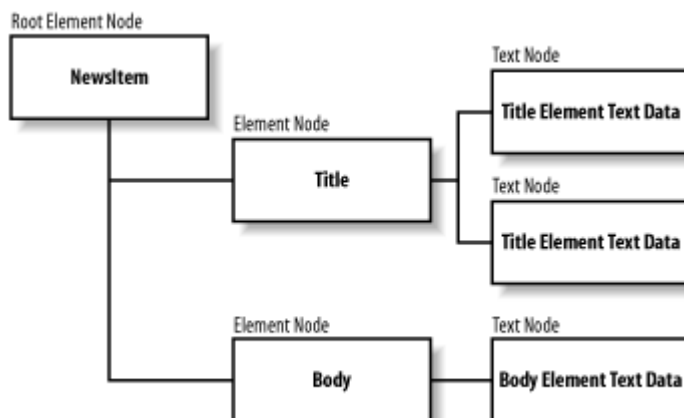 Root Element Node
NewsItem
Text Node
Title Element Text Data
Element Node
Title
Text Node
Title Element Text Data
Element Node
Body
Text Node
Body Element Text Data